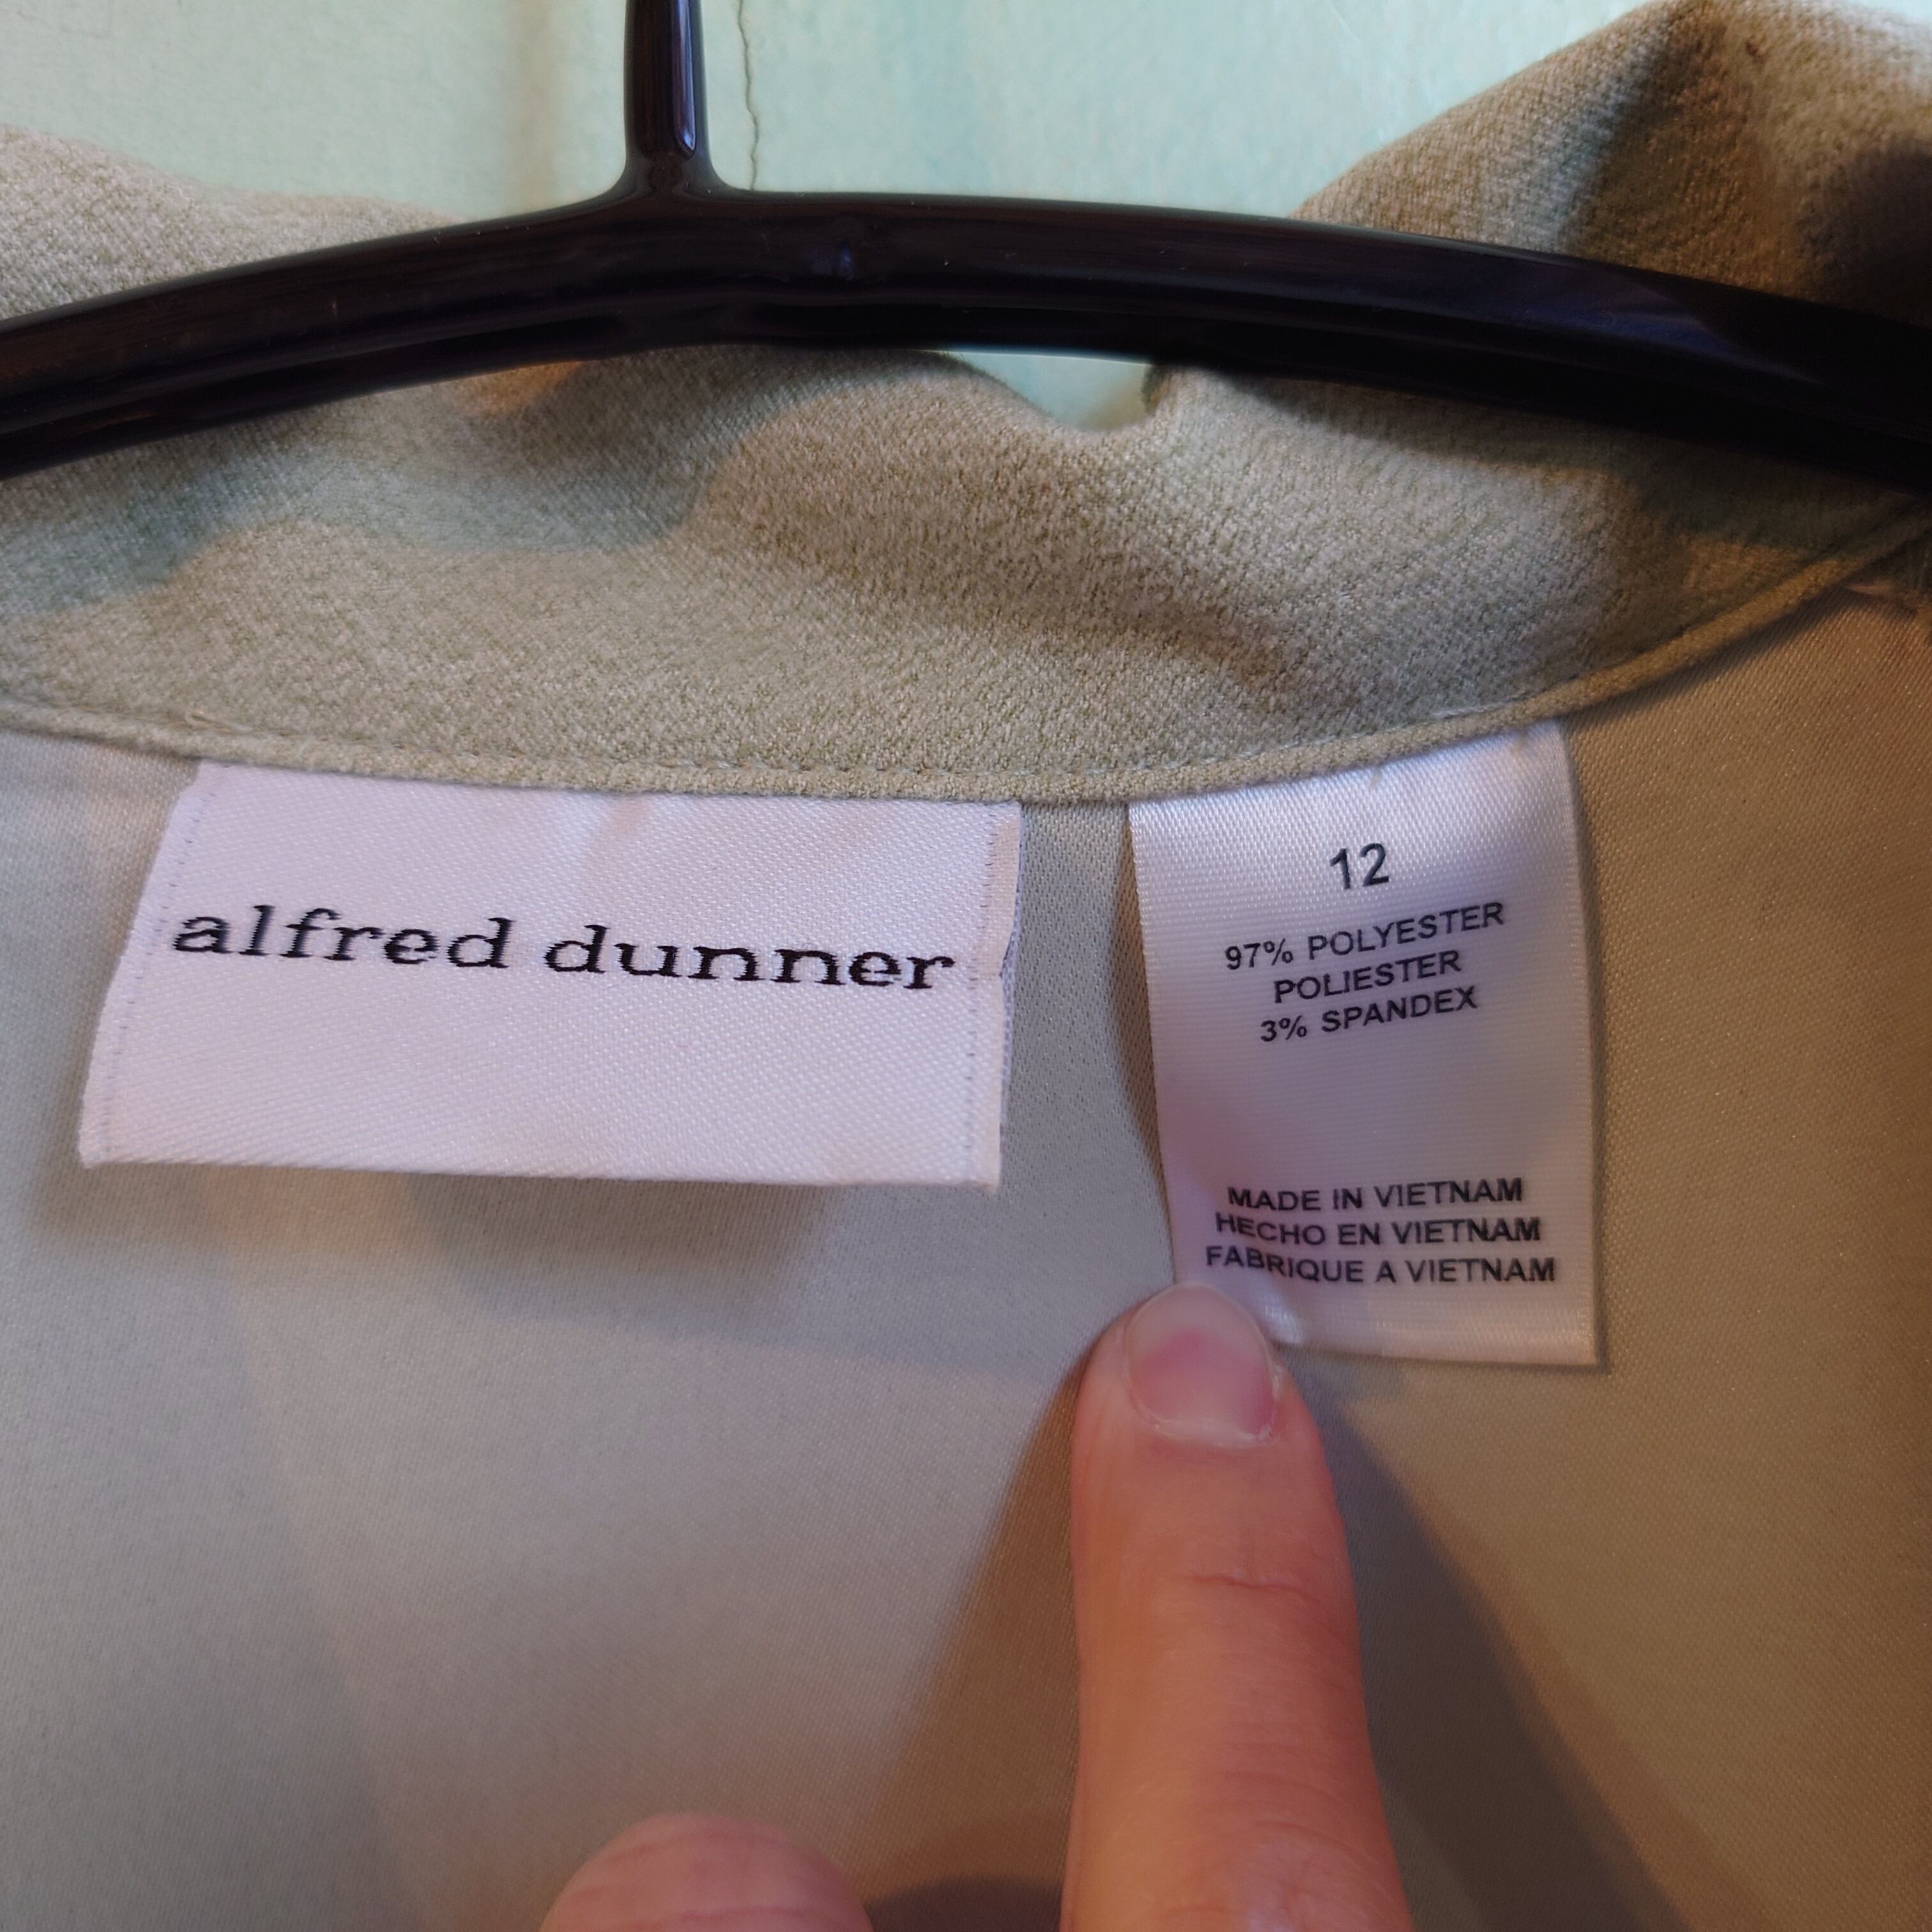 alfred dunner
12
97% POLYESTER
POLIESTER
3% SPANDEX
MADE IN VIETNAM
HECHO EN VIETNAM
FABRIQUE A VIETNAM